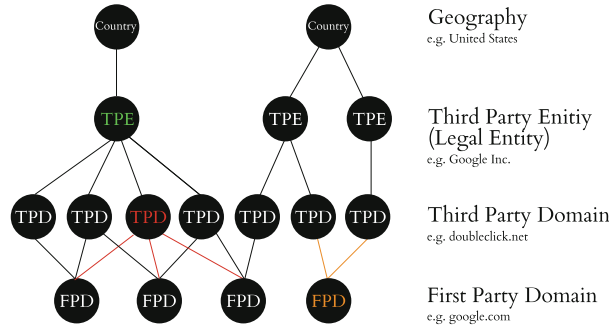 Country
Country
Geography
e.g. United States
TPE
TPE
TPE
Third Party Enitiy
(Legal Entity)
e.g. Google Inc.
TPD
TPD
TPD
TPD
TPD
TPD
TPD
Third Party Domain
e.g. doubleclick.net
FPD
FPD
FPD
FPD
First Party Domain
e.g. google.com